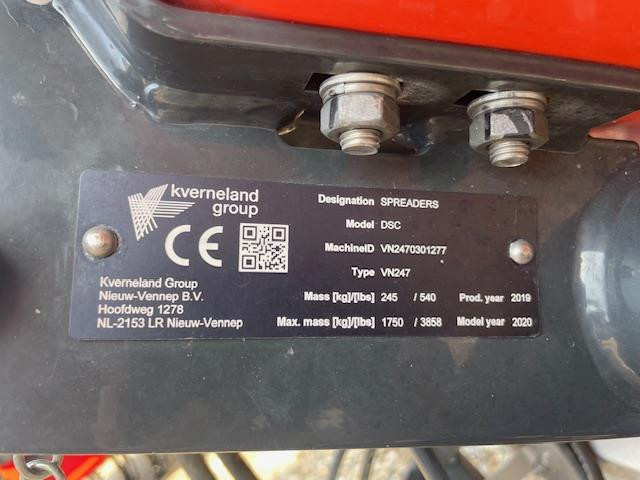 kverneland
group
CE
Kverneland Group
Nieuw-Vennep B.V.
Hoofdweg 1278
NL-2153 LR Nieuw-Vennep
Designation SPREADERS
Model DSC
MachineID VN2470301277
Type VN247
Mass [kg]/[lbs] 245 / 540 Prod. year 2019
Max. mass [kg]/[lbs] 1750 / 3858 Model year 2020